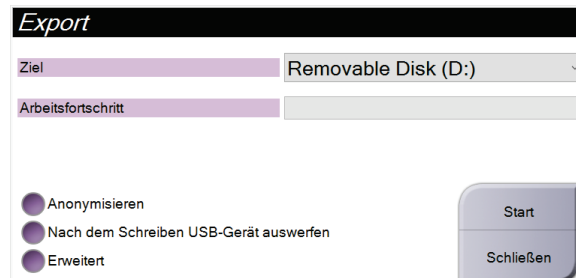 Export
Ziel Removable Disk (D:)
Arbeitsfortschritt
Anonymisieren
Nach dem Schreiben USB-Gerät auswerfen
Erweitert
Start
Schließen